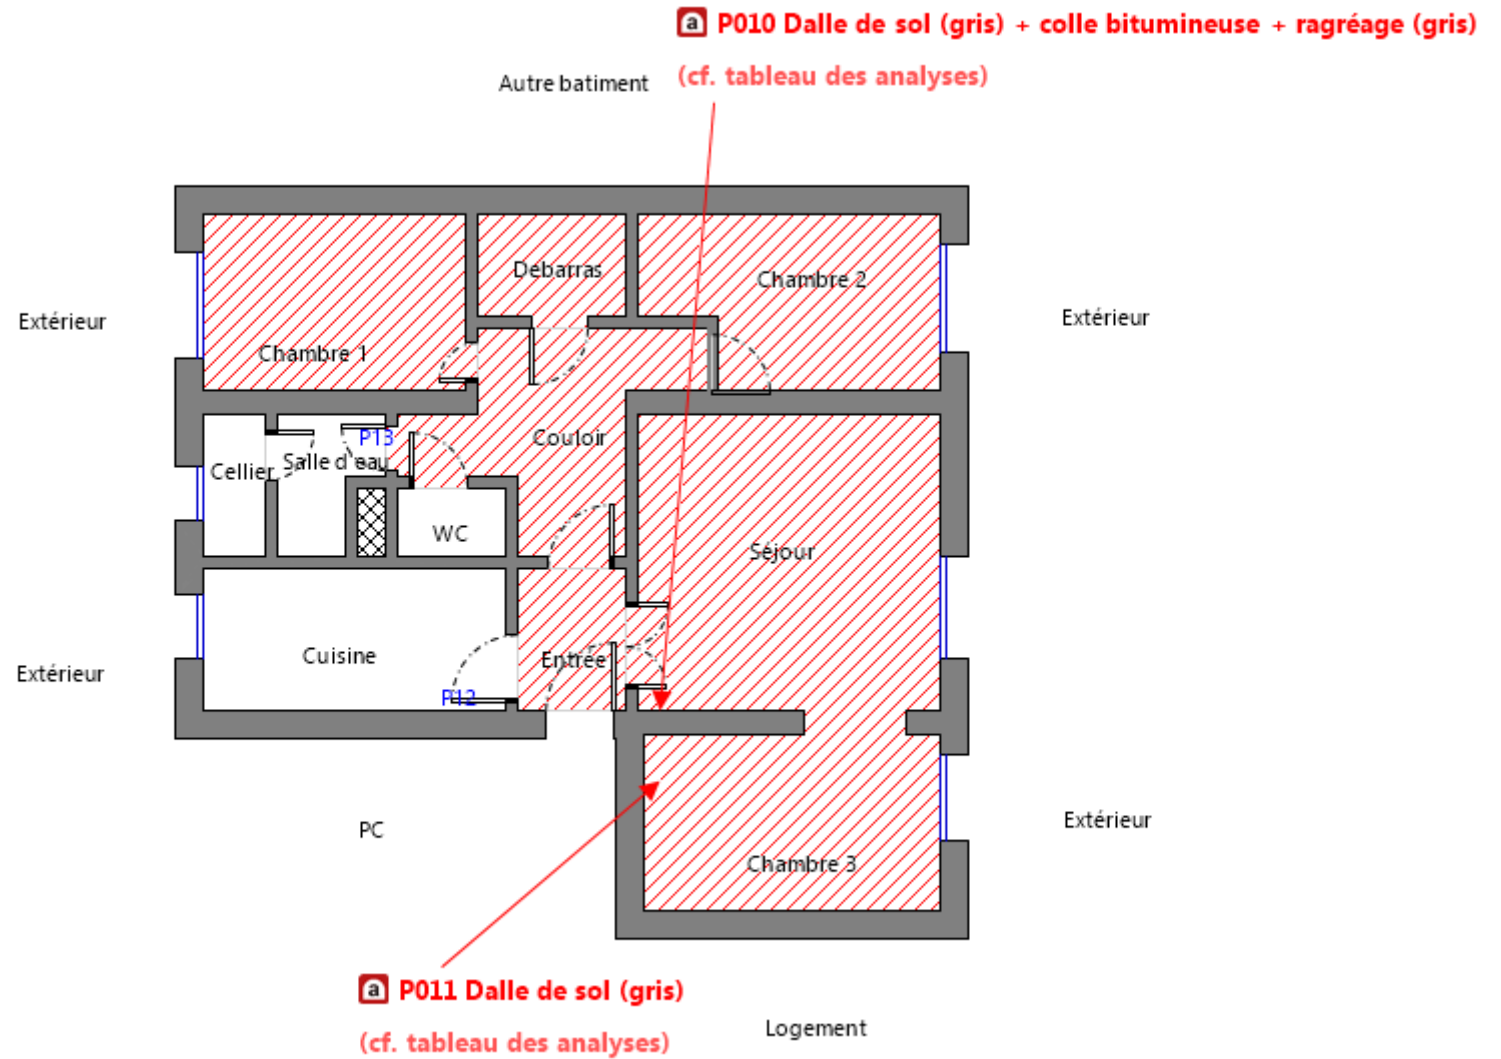 a P010 Dalle de sol (gris) + colle bitumineuse + ragréage (gris)
(cf. tableau des analyses)
Autre batiment
Debarras
Chambre 2
Extérieur
Extérieur
Chambre 1
P13
Couloir
Salle d'eau
Cellier
WC
Séjour
Cuisine
Entrée
Extérieur
P12
Extérieur
PC
Chambre 3
a P011 Dalle de sol (gris)
(cf. tableau des analyses)
Logement